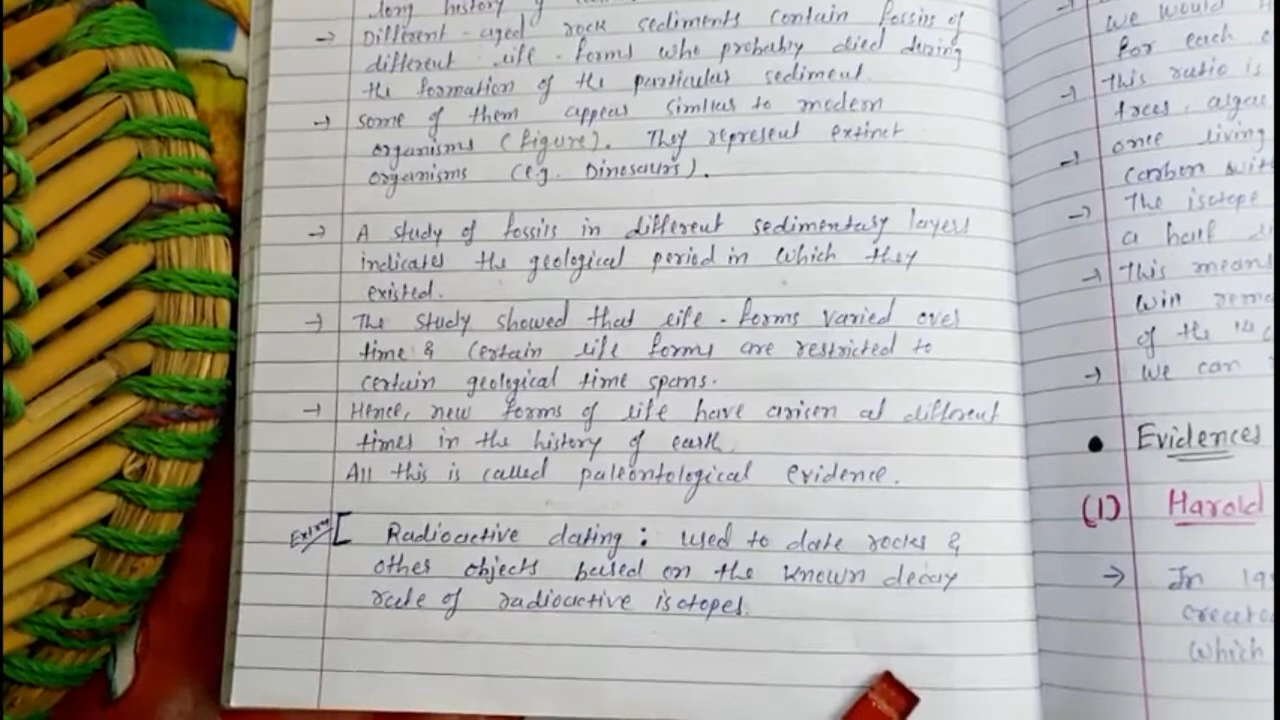 long history
→ Different-aged rock sediments contain fossils of
different life-forms who probably died during
the formation of the particular sediment.
→ Some of them appear similar to modern
organisms (figure). They represent extinct
organisms (e.g. Dinosaurs).
→ A study of fossils in different sedimentary layers
indicates the geological period in which they
existed.
→ The study showed that life-forms varied over
time & certain life forms are restricted to
certain geological time spans.
→ Hence, new forms of life have arisen at different
times in the history of earth.
All this is called paleontological evidence.
Extra [ Radioactive dating: used to date rocks &
other objects based on the known decay
rate of radioactive isotopes.
we would
for each
→ This ratio is
trees, algae
→ once living
carbon
→ The isotope
a half
→ This means
will
of the 14
→ we can
• Evidences
(1) Harold
→ In 19
which